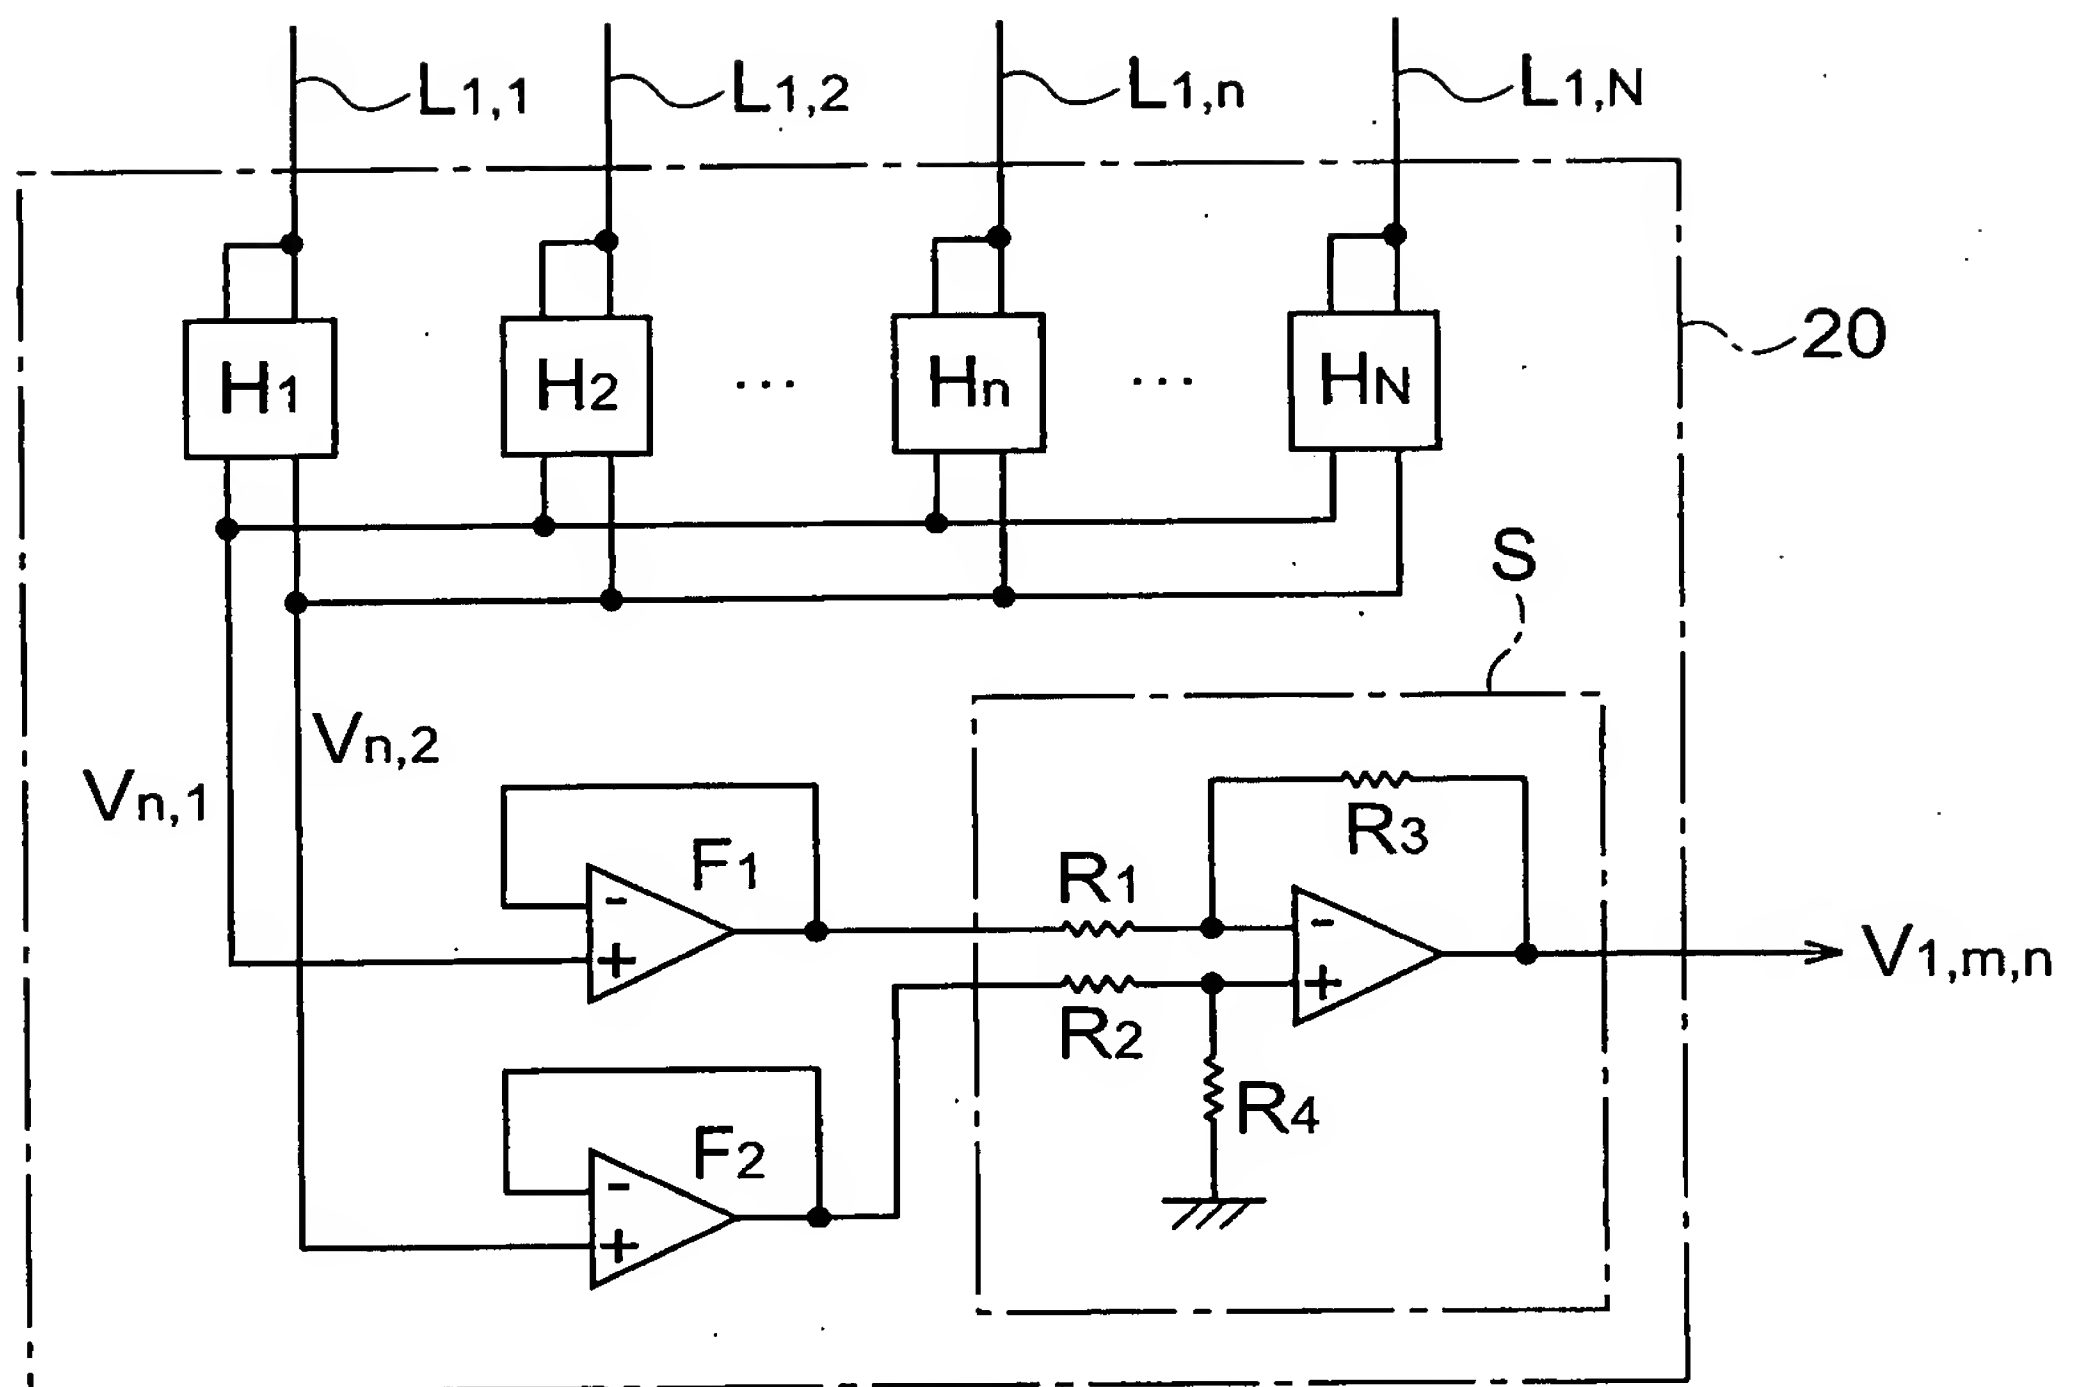 L1,1 L1,2 L1,n L1,N
20
H1 H2 ... Hn ... HN
S
Vn,2
Vn,1
R3
F1 R1
- -
V1,m,n
+ +
R2
R4
F2
-
+